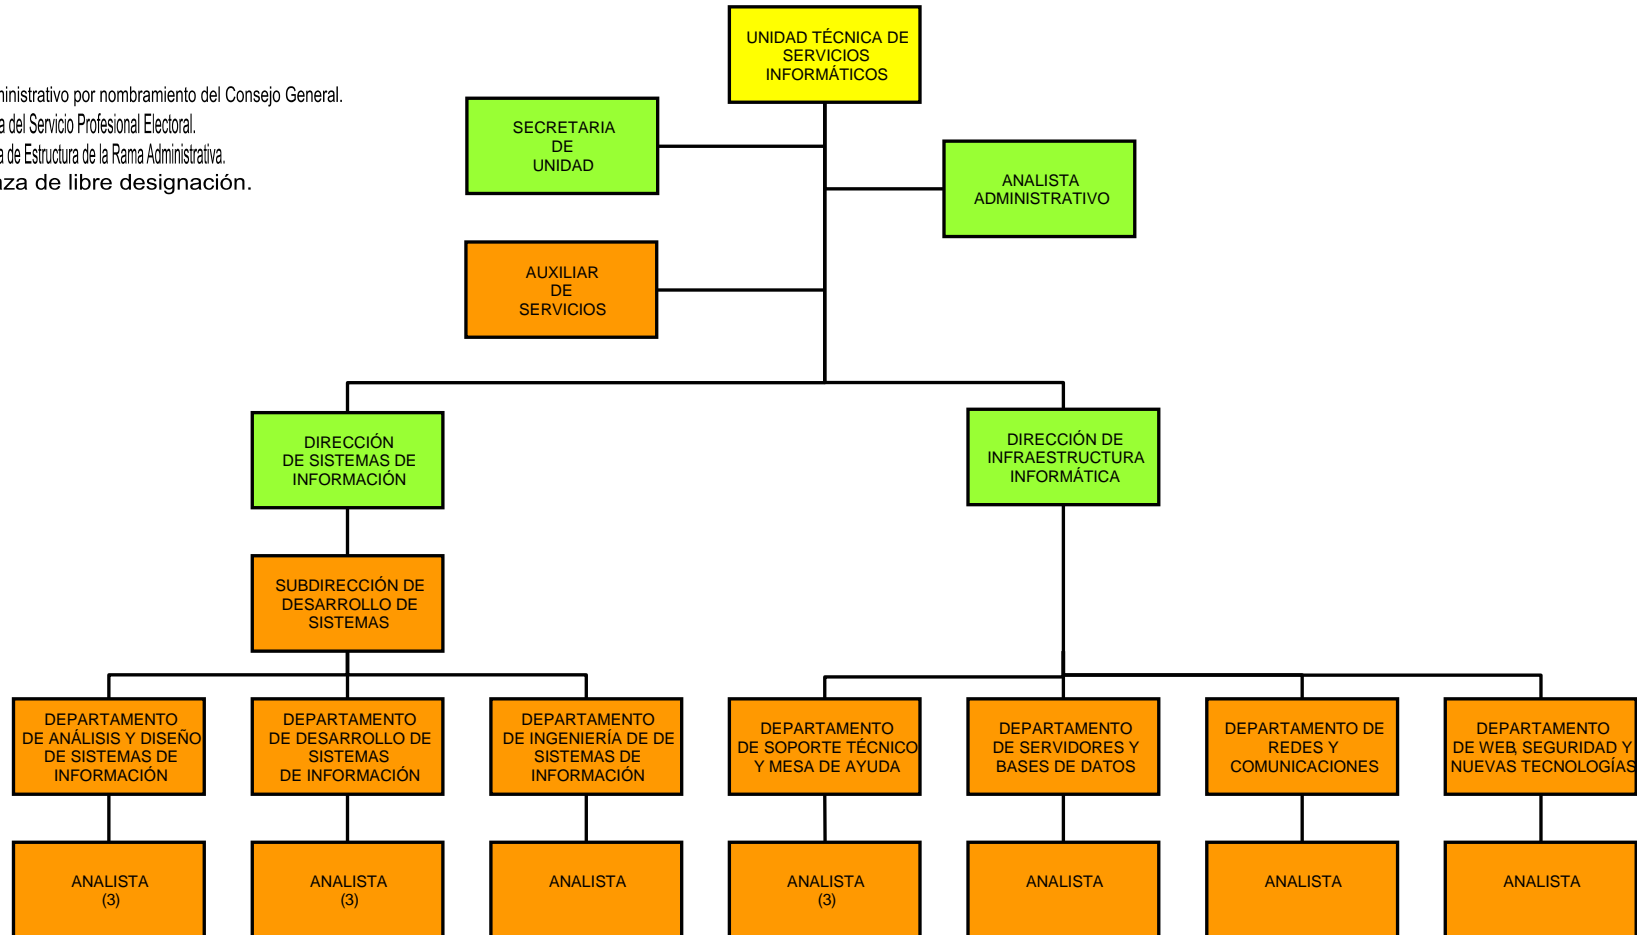 UNIDAD TÉCNICA DE
SERVICIOS
INFORMÁTICOS
por nombramiento del Consejo General.
del Servicio Profesional Electoral.
de Estructura de la Rama Administrativa.
de libre designación.
SECRETARIA
DE
UNIDAD
ANALISTA
ADMINISTRATIVO
AUXILIAR
DE
SERVICIOS
DIRECCIÓN
DE SISTEMAS DE
INFORMACIÓN
DIRECCIÓN DE
INFRAESTRUCTURA
INFORMÁTICA
SUBDIRECCIÓN DE
DESARROLLO DE
SISTEMAS
DEPARTAMENTO
DE ANÁLISIS Y DISEÑO
DE SISTEMAS DE
INFORMACIÓN
DEPARTAMENTO
DE DESARROLLO DE
SISTEMAS
DE INFORMACIÓN
DEPARTAMENTO
DE INGENIERÍA DE DE
SISTEMAS DE
INFORMACIÓN
DEPARTAMENTO
DE SOPORTE TÉCNICO
Y MESA DE AYUDA
DEPARTAMENTO
DE SERVIDORES Y
BASES DE DATOS
DEPARTAMENTO DE
REDES Y
COMUNICACIONES
DEPARTAMENTO
DE WEB, SEGURIDAD Y
NUEVAS TECNOLOGÍAS
ANALISTA
(3)
ANALISTA
(3)
ANALISTA
ANALISTA
(3)
ANALISTA
ANALISTA
ANALISTA